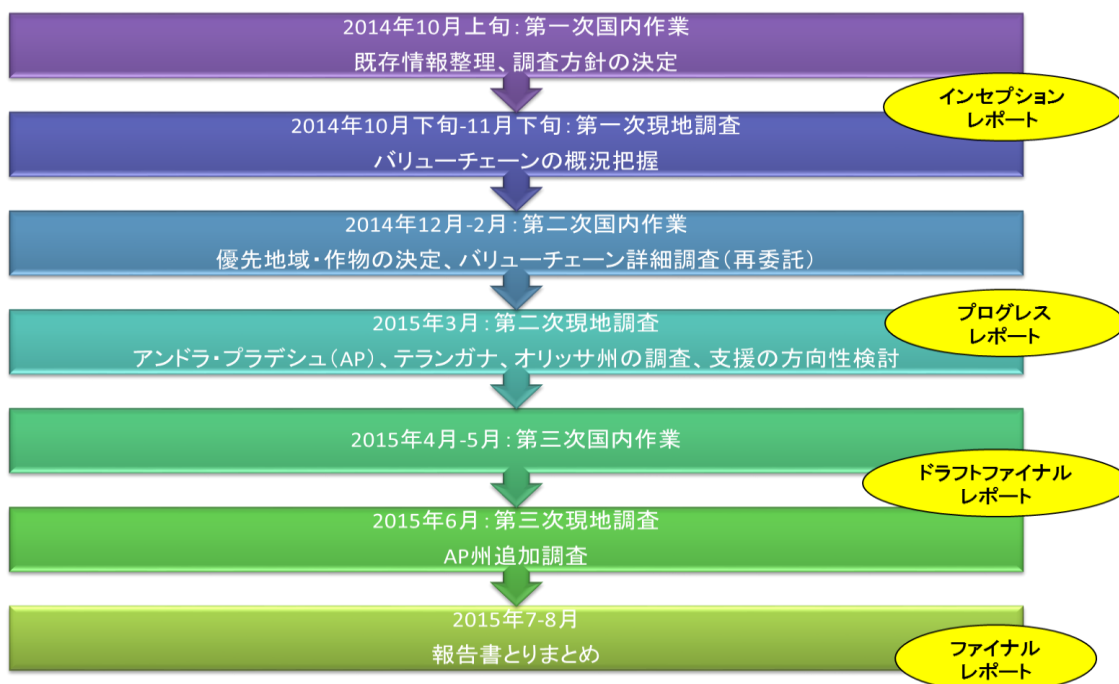 2014年10月上旬：第一次国内作業
既存情報整理、調査方針の決定
インセプション
レポート
2014年10月下旬-11月下旬：第一次現地調査
バリューチェーンの概況把握
2014年12月-2月：第二次国内作業
優先地域・作物の決定、バリューチェーン詳細調査（再委託）
プログレス
レポート
2015年3月：第二次現地調査
アンドラ・プラデシュ（AP）、テランガナ、オリッサ州の調査、支援の方向性検討
2015年4月-5月：第三次国内作業
ドラフトファイナル
レポート
2015年6月：第三次現地調査
AP州追加調査
2015年7-8月
報告書とりまとめ
ファイナル
レポート